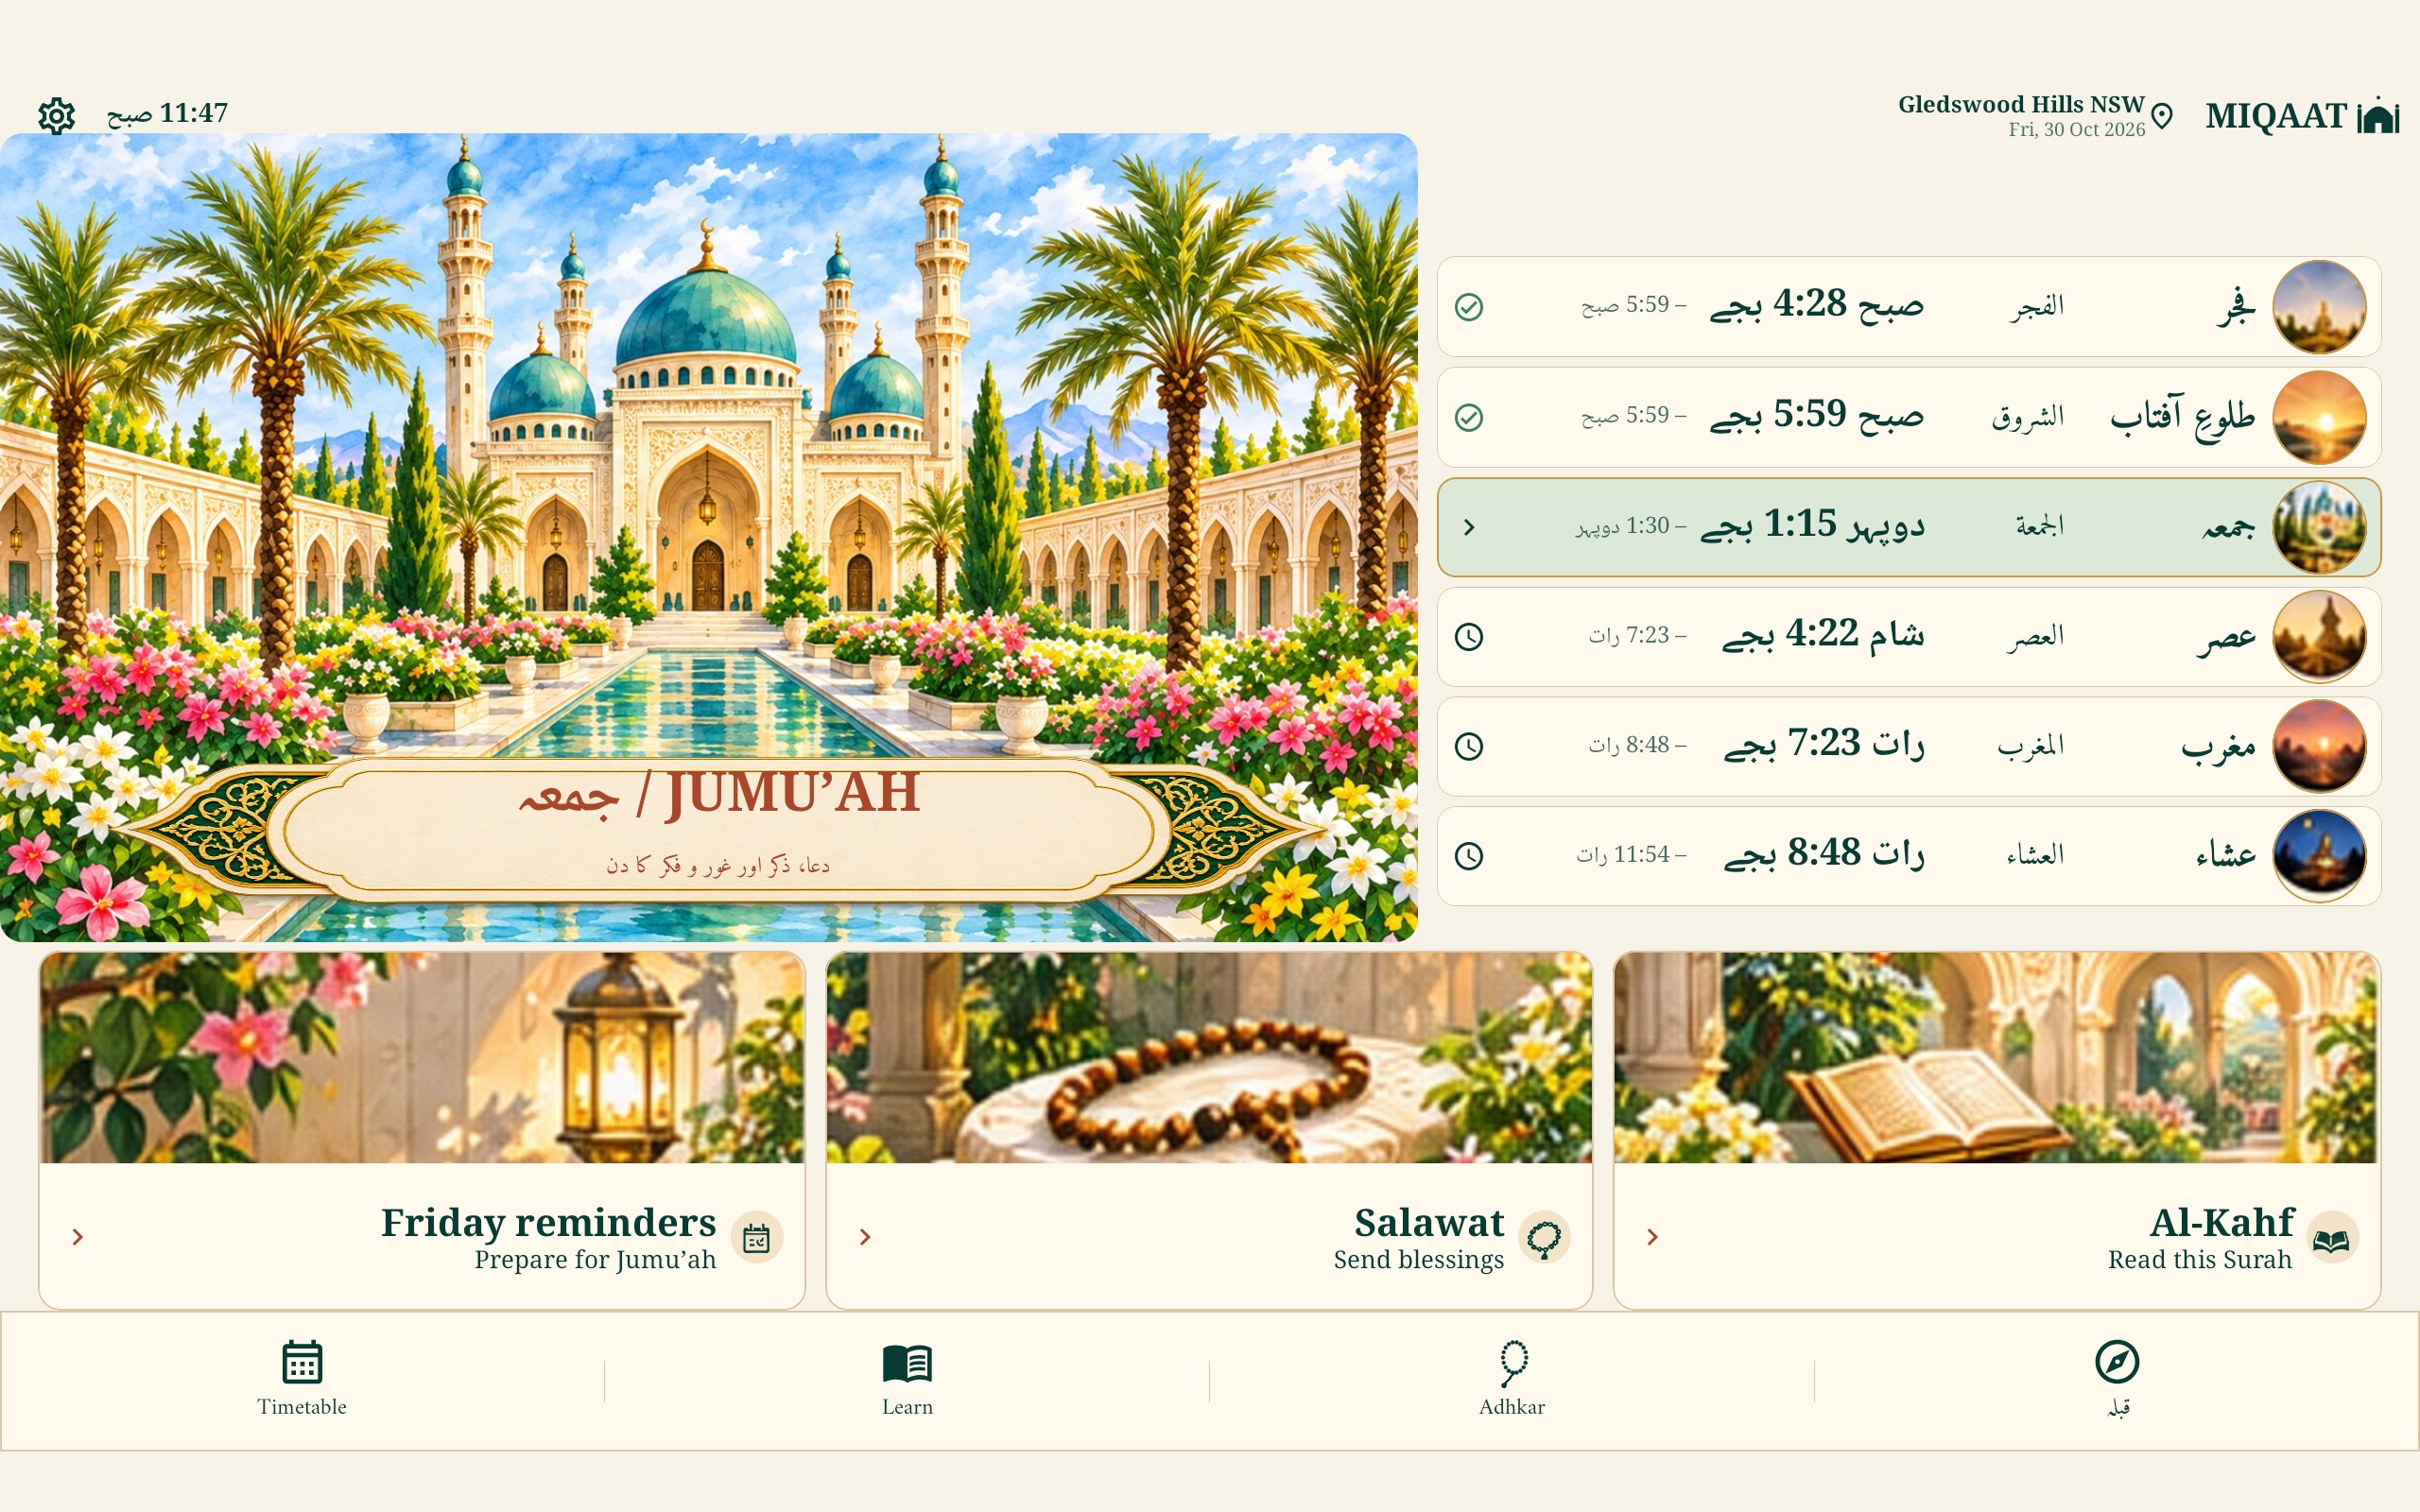 MIQAAT
Gledswood Hills NSW
Fri, 30 Oct 2026
11:47 صبح
فجر الفجر صبح 4:28 بجے – 5:59 صبح
طلوعِ آفتاب الشروق صبح 5:59 بجے – 5:59 صبح
جمعہ الجمعة دوپہر 1:15 بجے – 1:30 دوپہر
عصر العصر شام 4:22 بجے – 7:23 رات
مغرب المغرب رات 7:23 بجے – 8:48 رات
عشاء العشاء رات 8:48 بجے – 11:54 رات
جمعہ / JUMU’AH
دعا، ذکر اور غور و فکر کا دن
Al-Kahf
Read this Surah
Salawat
Send blessings
Friday reminders
Prepare for Jumu’ah
قبلہ
Adhkar
Learn
Timetable